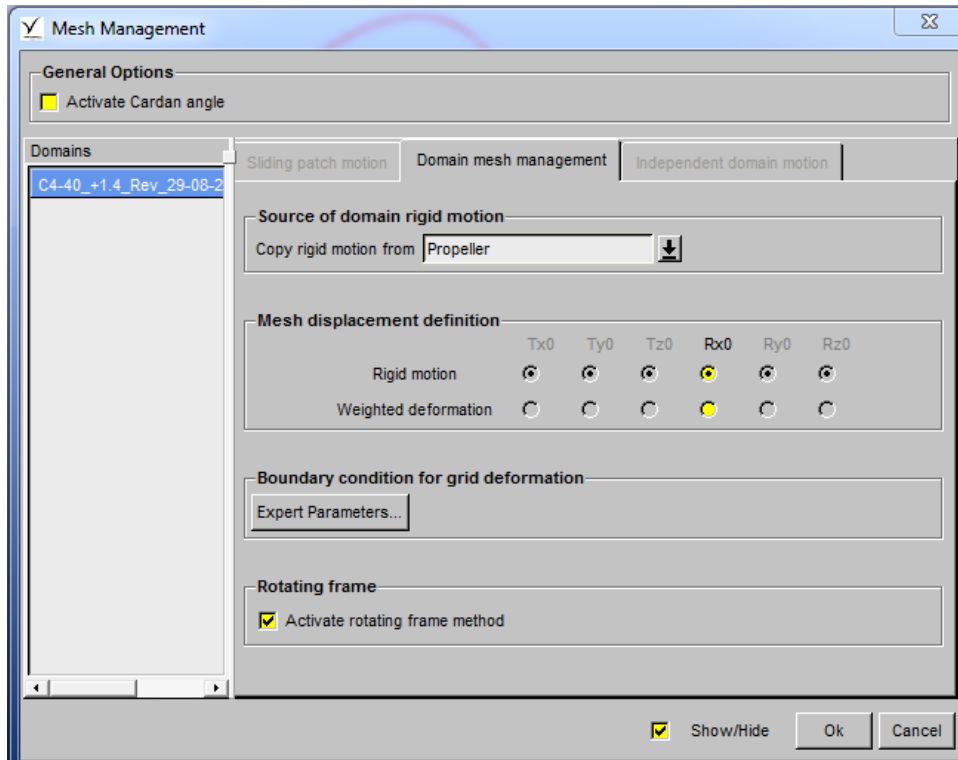 Mesh Management
General Options
Activate Cardan angle
Domains
C4-40_+1.4_Rev_29-08-2
Sliding patch motion
Domain mesh management
Independent domain motion
Source of domain rigid motion
Copy rigid motion from Propeller
Mesh displacement definition
Tx0 Ty0 Tz0 Rx0 Ry0 Rz0
Rigid motion
Weighted deformation
Boundary condition for grid deformation
Expert Parameters...
Rotating frame
Activate rotating frame method
Show/Hide Ok Cancel